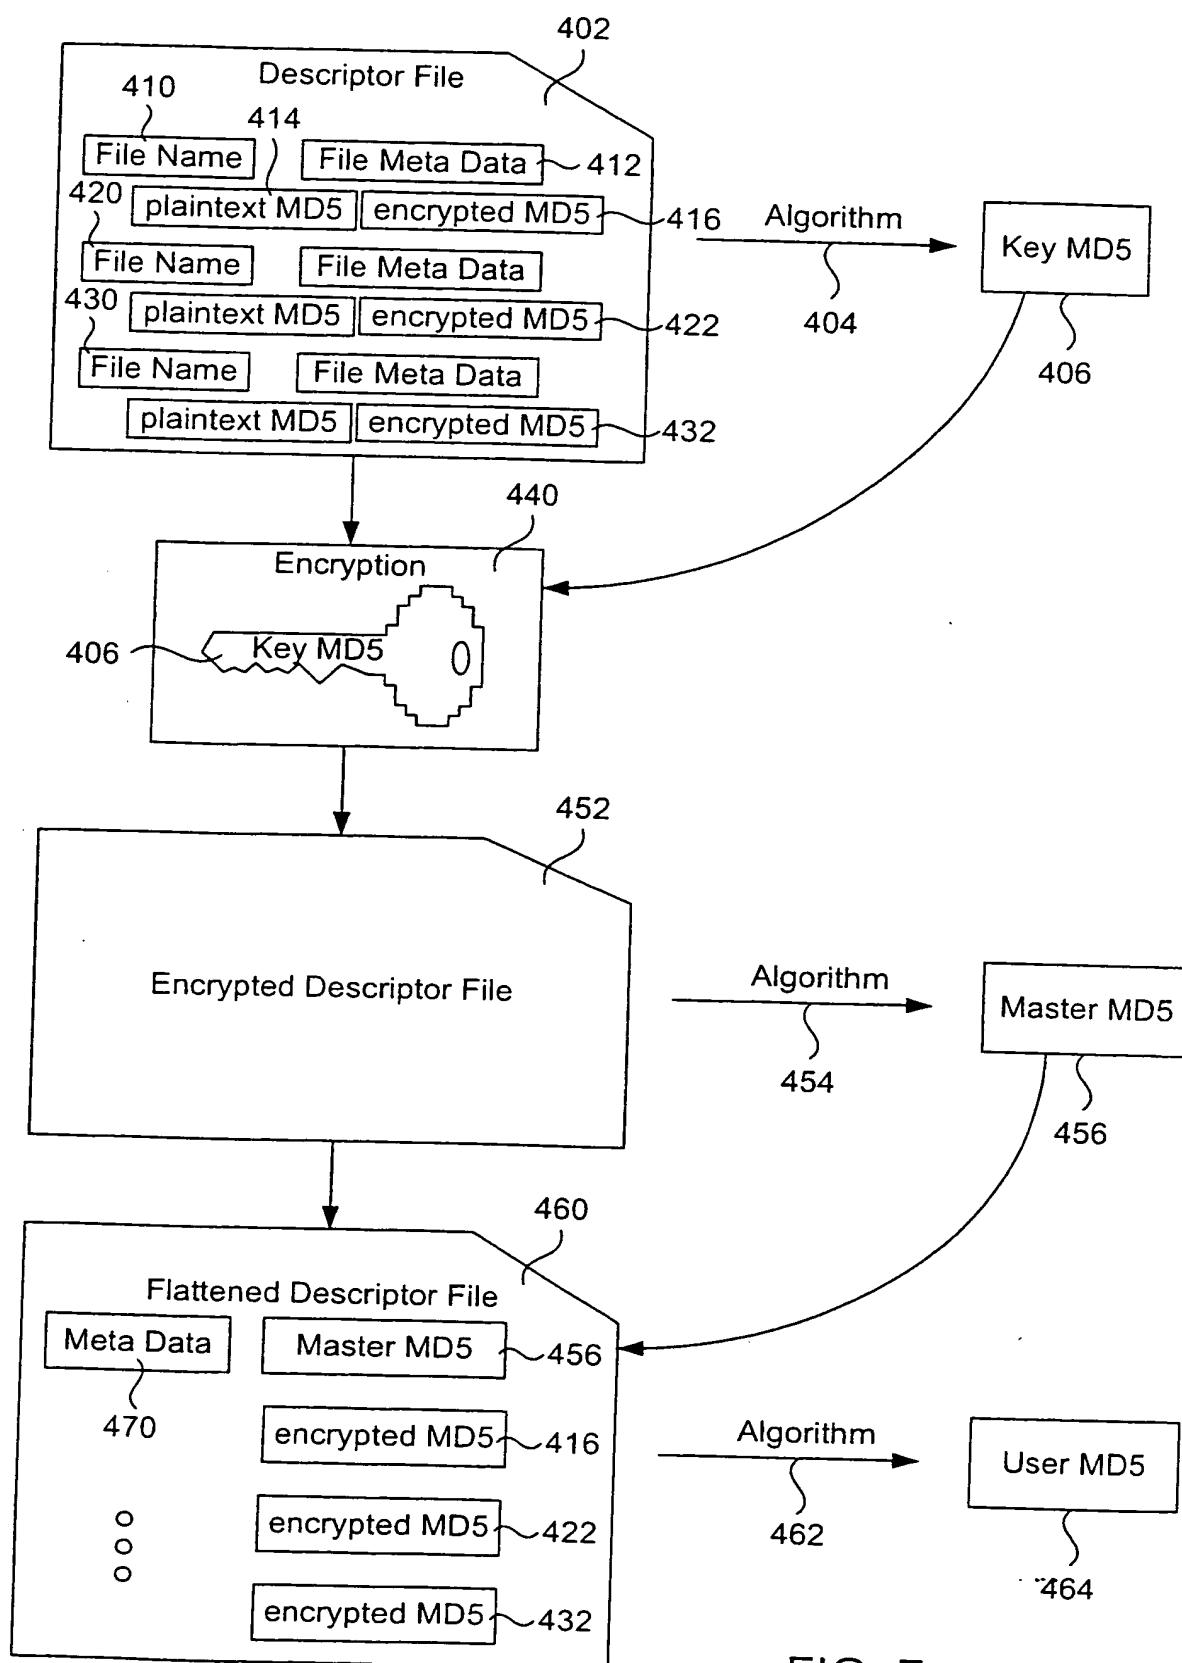 402
Descriptor File
410
414
File Name
File Meta Data
412
420
plaintext MD5
encrypted MD5
416
Algorithm
Key MD5
File Name
File Meta Data
404
406
430
plaintext MD5
encrypted MD5
422
File Name
File Meta Data
plaintext MD5
encrypted MD5
432
440
Encryption
406
Key MD5
452
Encrypted Descriptor File
Algorithm
Master MD5
454
456
460
Flattened Descriptor File
Meta Data
Master MD5
456
470
encrypted MD5
416
Algorithm
User MD5
encrypted MD5
422
462
464
encrypted MD5
432